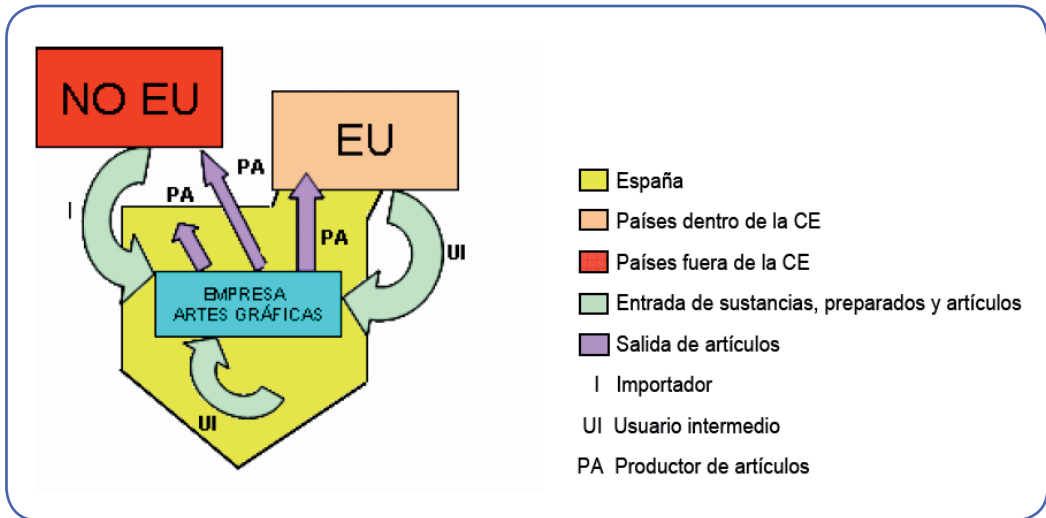 NO EU
EU
PA
PA
I
PA
UI
EMPRESA
ARTES GRÁFICAS
UI
España
Países dentro de la CE
Países fuera de la CE
Entrada de sustancias, preparados y artículos
Salida de artículos
I Importador
UI Usuario intermedio
PA Productor de artículos